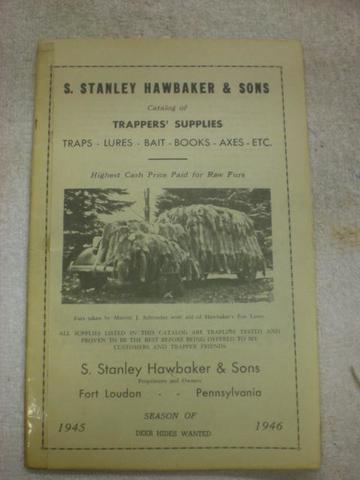 S. STANLEY HAWBAKER & SONS
Catalog of
TRAPPERS' SUPPLIES
TRAPS - LURES - BAIT - BOOKS - AXES - ETC.
Highest Cash Price Paid for Raw Furs
Furs taken by Marvin J. Schroeder with aid of Hawbaker's Fox Lures
ALL SUPPLIES LISTED IN THIS CATALOG ARE TRAPLINE TESTED AND
PROVEN TO BE THE BEST BEFORE BEING OFFERED TO MY
CUSTOMERS AND TRAPPER FRIENDS
S. Stanley Hawbaker & Sons
Proprietors and Owners
Fort Loudon - - Pennsylvania
SEASON OF
1945 1946
DEER HIDES WANTED